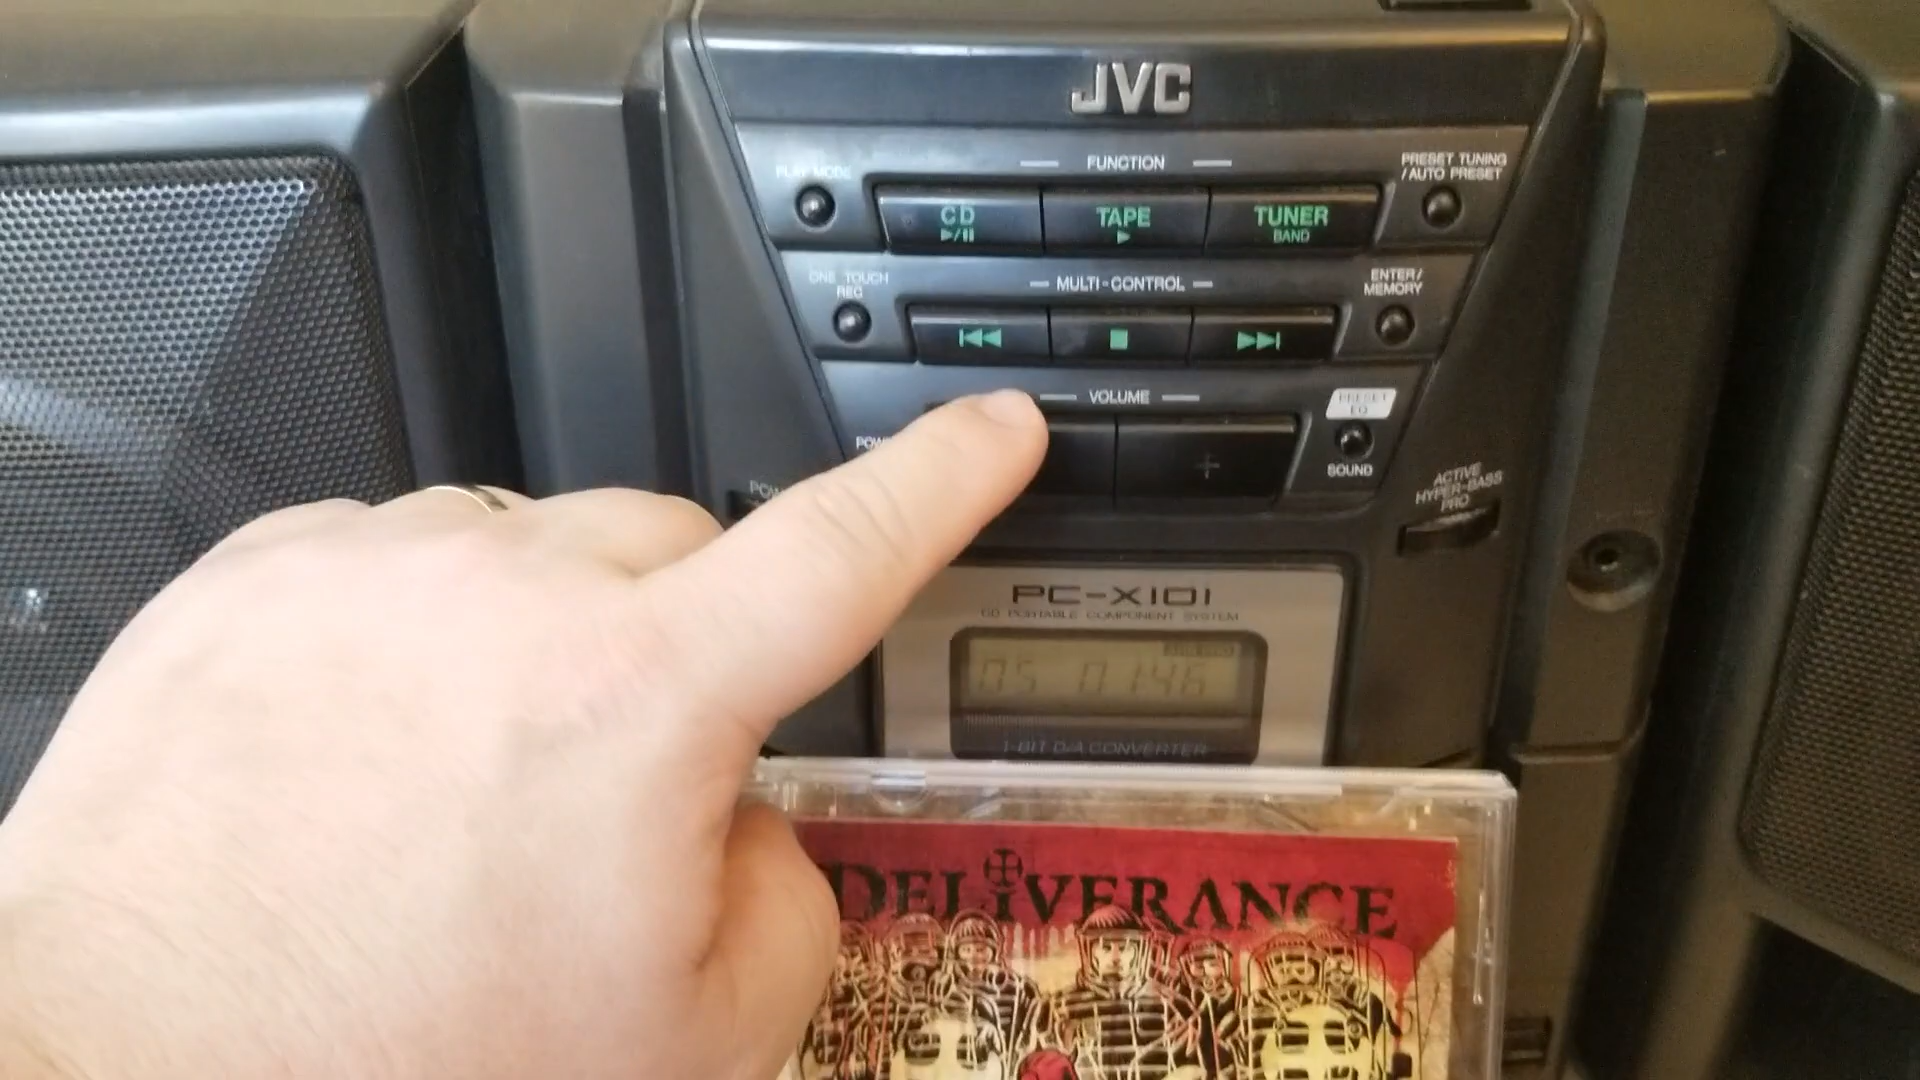 JVC
PLAY MODE
FUNCTION
PRESET TUNING
/AUTO PRESET
CD
TAPE
TUNER
BAND
ONE TOUCH
REC
MULTI-CONTROL
ENTER/
MEMORY
VOLUME
PRESET
EQ
+
SOUND
ACTIVE
HYPER-BASS
PRO
PC-X101
CD PORTABLE COMPONENT SYSTEM
05 01:46
1-BIT D/A CONVERTER
DELIVERANCE